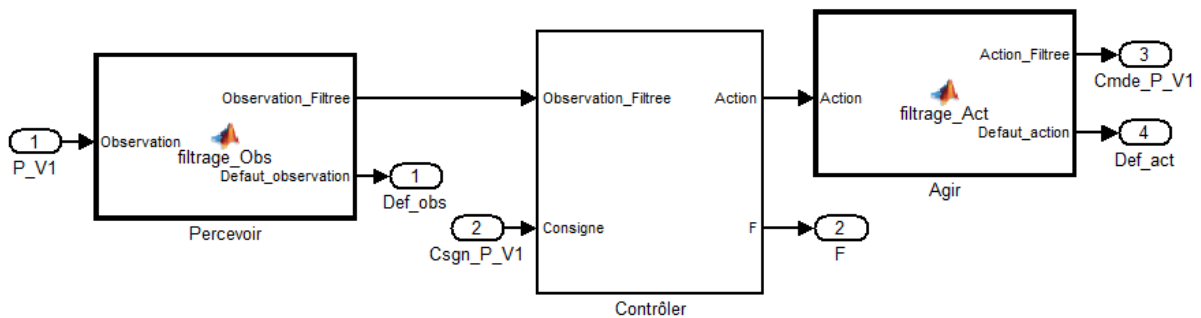 1
P_V1
Observation
Observation_Filtree
filtrage_Obs
Defaut_observation
Percevoir
1
Def_obs
2
Csgn_P_V1
Observation_Filtree
Action
Consigne
F
Contrôler
2
F
Action
Action_Filtree
filtrage_Act
Defaut_action
Agir
3
Cmde_P_V1
4
Def_act